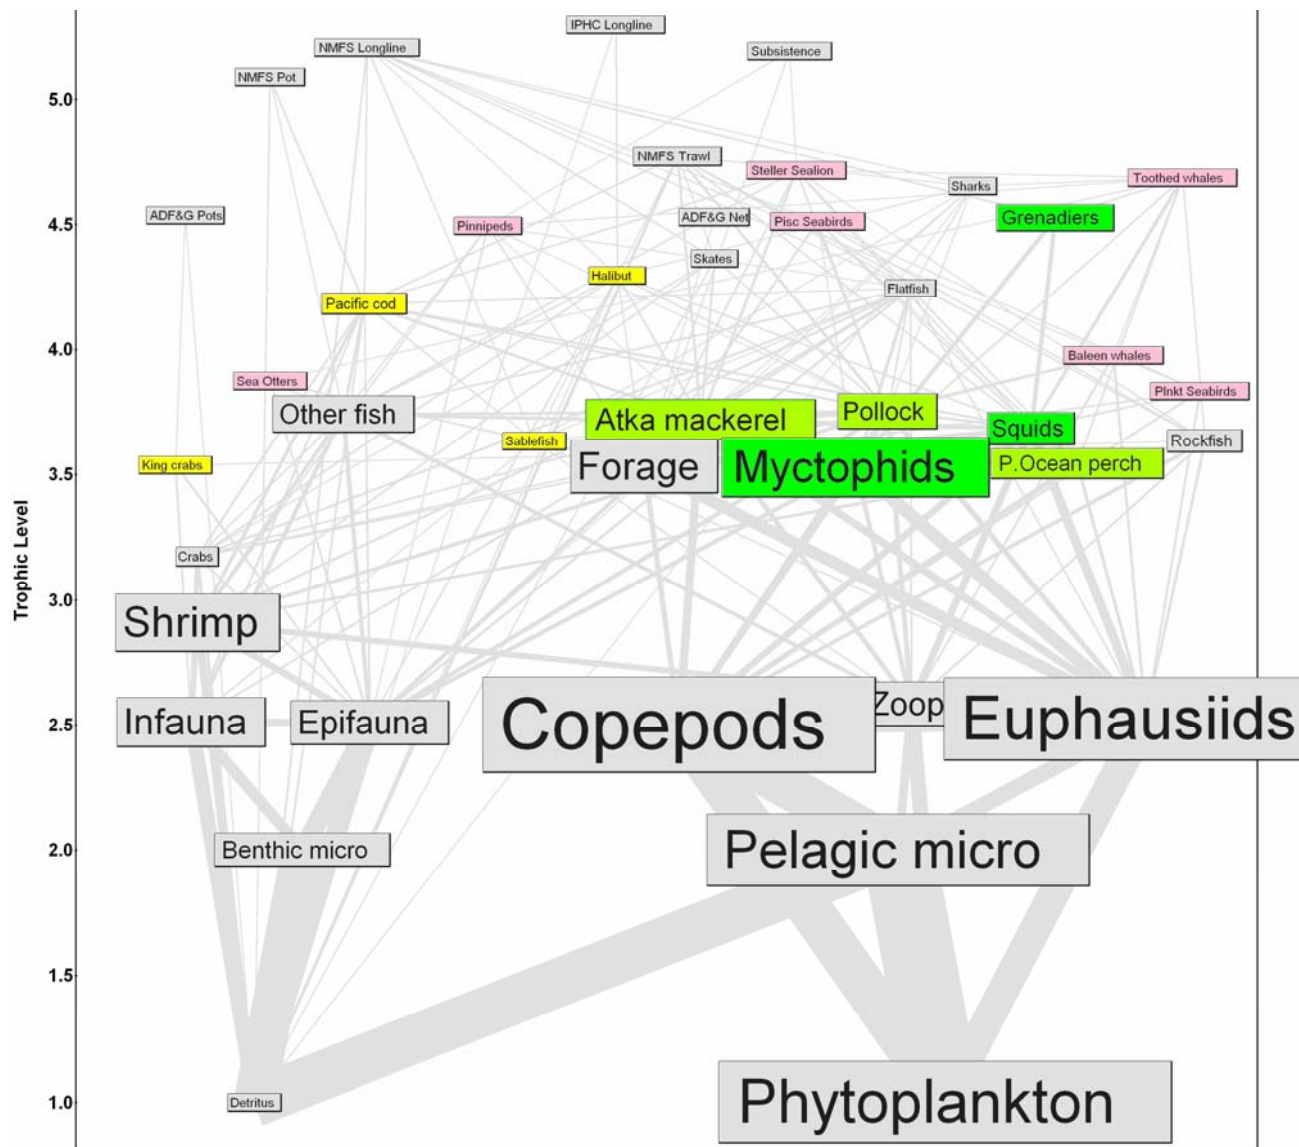 IPHC Longline
NMFS Longline
Subsistence
NMFS Pot
5.0
NMFS Trawl
Steller Sealion
Sharks
Toothed whales
ADF&G Pots
Pinnipeds
ADF&G Net
Pisc Seabirds
Grenadiers
4.5
Skates
Halibut
Flatfish
Pacific cod
4.0
Baleen whales
Sea Otters
Plnkt Seabirds
Other fish
Atka mackerel
Pollock
Squids
Sablefish
Rockfish
King crabs
Forage
Myctophids
P.Ocean perch
3.5
Crabs
Trophic Level
3.0
Shrimp
Infauna
Epifauna
Copepods
Zoop
Euphausiids
2.5
Benthic micro
Pelagic micro
2.0
1.5
1.0
Detritus
Phytoplankton